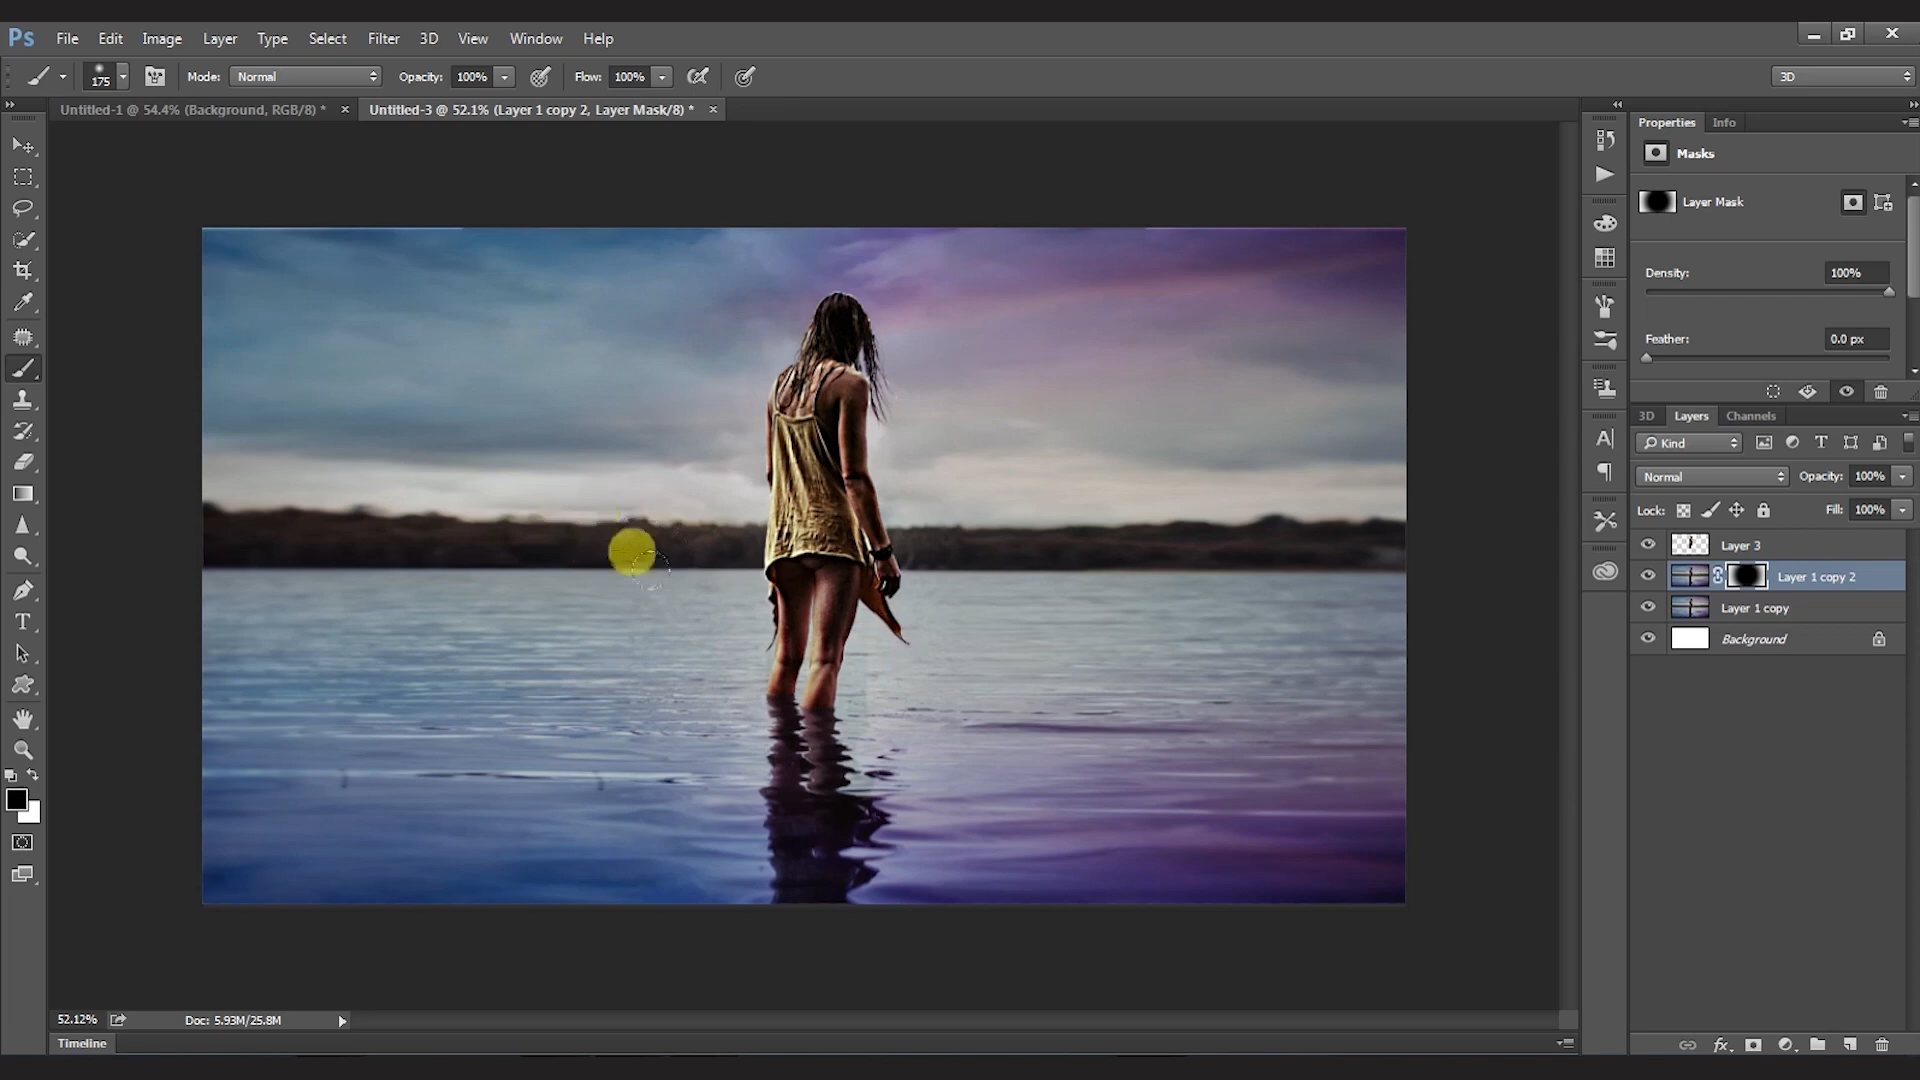 Ps File Edit Image Layer Type Select Filter 3D View Window Help
175 Mode: Normal Opacity: 100% Flow: 100% 3D
Untitled-1 @ 54.4% (Background, RGB/8) * × Untitled-3 @ 52.1% (Layer 1 copy 2, Layer Mask/8) * ×
Properties Info
Masks
Layer Mask
Density: 100%
Feather: 0.0 px
3D Layers Channels
Kind
Normal Opacity: 100%
Lock: Fill: 100%
Layer 3
Layer 1 copy 2
Layer 1 copy
Background
52.12% Doc: 5.93M/25.8M
Timeline